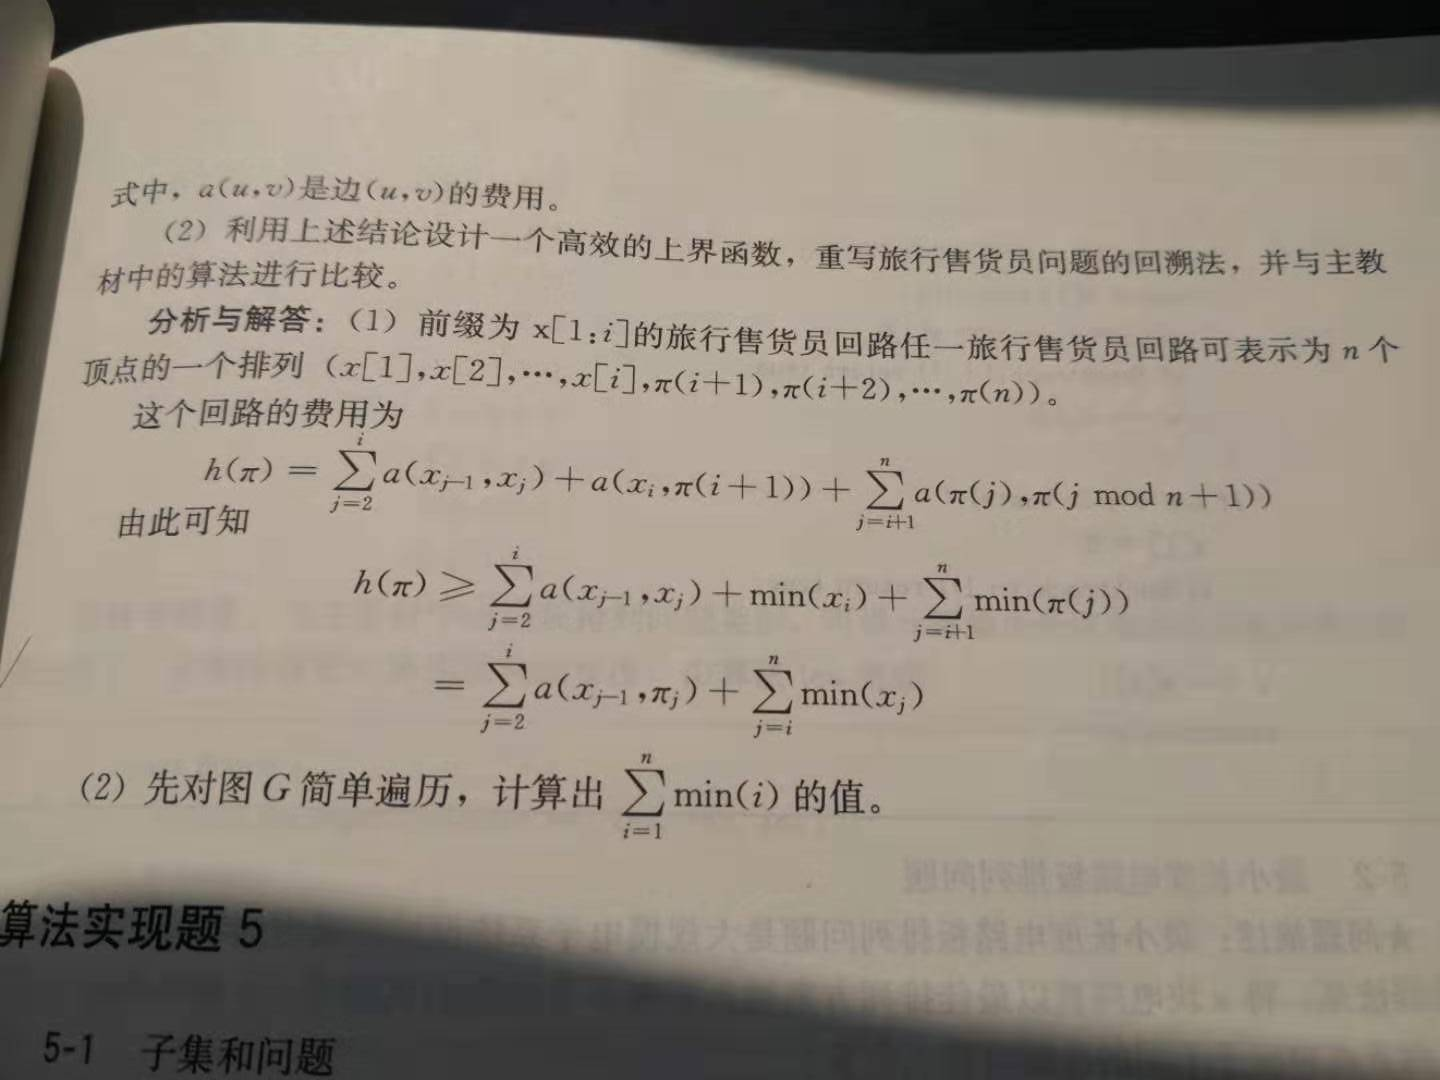 式中，a(u,v)是边(u,v)的费用。
(2) 利用上述结论设计一个高效的上界函数，重写旅行售货员问题的回溯法，并与主教
材中的算法进行比较。
分析与解答：(1) 前缀为 x[1:i]的旅行售货员回路任一旅行售货员回路可表示为 n 个
顶点的一个排列 (x[1],x[2],⋯,x[i],π(i+1),π(i+2),⋯,π(n))。
这个回路的费用为
h(π) = ∑_{j=2}^{i} a(x_{j-1},x_j)+a(x_i,π(i+1))+ ∑_{j=i+1}^{n} a(π(j),π(j mod n+1))
由此可知
h(π) ⩾ ∑_{j=2}^{i} a(x_{j-1},x_j)+min(x_i)+ ∑_{j=i+1}^{n} min(π(j))
= ∑_{j=2}^{i} a(x_{j-1},π_j)+ ∑_{j=i}^{n} min(x_j)
(2) 先对图 G 简单遍历，计算出 ∑_{i=1}^{n} min(i) 的值。
算法实现题 5
5-1 子集和问题